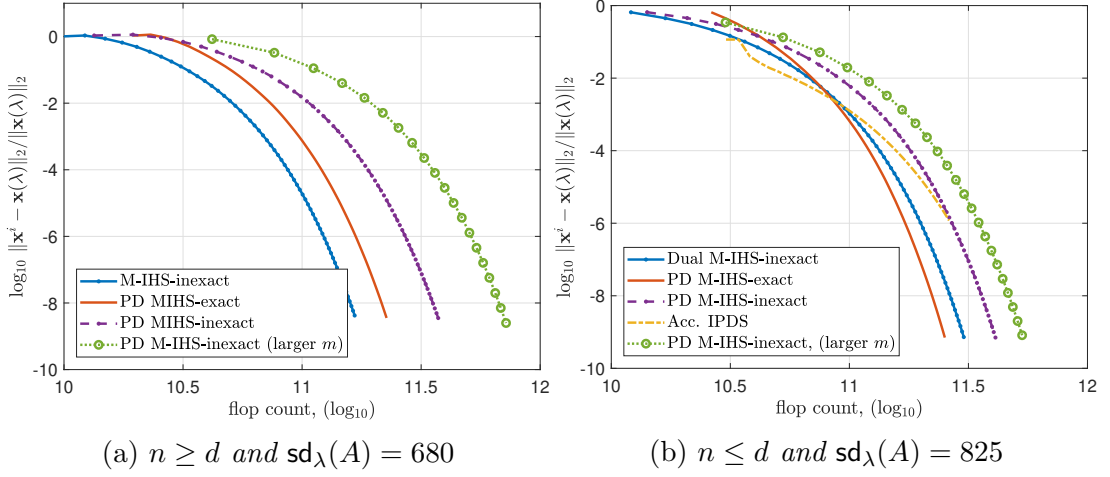 0
-2
-4
-6
-8
-10
log₁₀ ||xⁱ − x(λ)||₂/||x(λ)||₂
M-IHS-inexact
PD MIHS-exact
PD MIHS-inexact
PD M-IHS-inexact (larger m)
10 10.5 11 11.5 12
flop count, (log₁₀)
(a) n ≥ d and sd_λ(A) = 680
0
-2
-4
-6
-8
-10
log₁₀ ||xⁱ − x(λ)||₂/||x(λ)||₂
Dual M-IHS-inexact
PD M-IHS-exact
PD M-IHS-inexact
Acc. IPDS
PD M-IHS-inexact, (larger m)
10 10.5 11 11.5 12
flop count, (log₁₀)
(b) n ≤ d and sd_λ(A) = 825